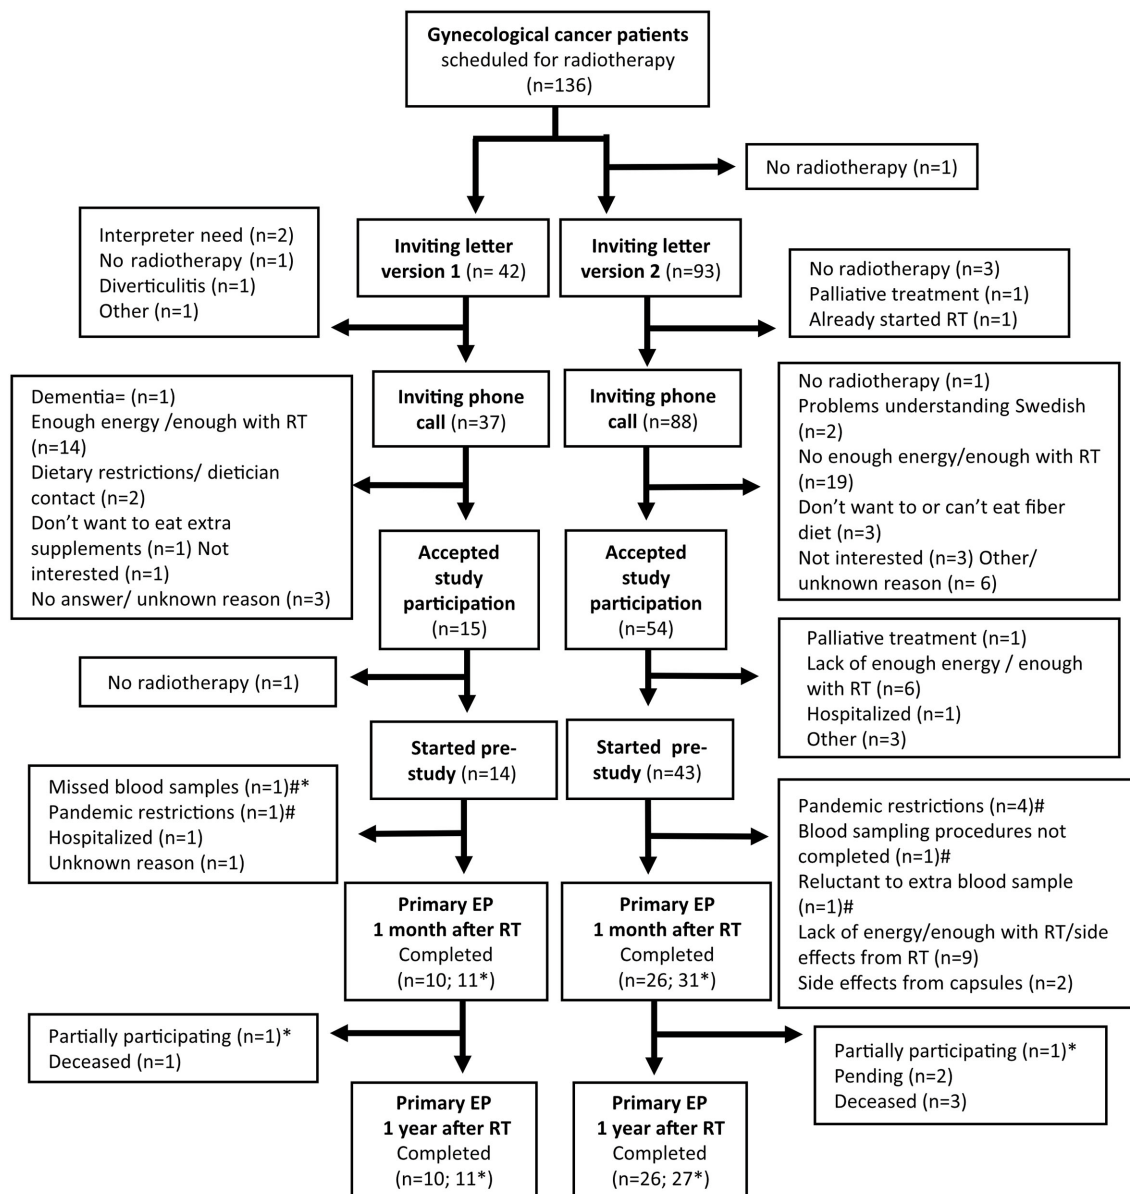 Gynecological cancer patients
scheduled for radiotherapy
(n=136)
No radiotherapy (n=1)
Interpreter need (n=2)
No radiotherapy (n=1)
Diverticulitis (n=1)
Other (n=1)
Inviting letter
version 1 (n= 42)
Inviting letter
version 2 (n=93)
No radiotherapy (n=3)
Palliative treatment (n=1)
Already started RT (n=1)
Dementia= (n=1)
Enough energy /enough with RT
(n=14)
Dietary restrictions/ dietician
contact (n=2)
Don’t want to eat extra
supplements (n=1) Not
interested (n=1)
No answer/ unknown reason (n=3)
Inviting phone
call (n=37)
Inviting phone
call (n=88)
No radiotherapy (n=1)
Problems understanding Swedish
(n=2)
No enough energy/enough with RT
(n=19)
Don’t want to or can’t eat fiber
diet (n=3)
Not interested (n=3) Other/
unknown reason (n= 6)
Accepted
study
participation
(n=15)
Accepted
study
participation
(n=54)
No radiotherapy (n=1)
Palliative treatment (n=1)
Lack of enough energy / enough
with RT (n=6)
Hospitalized (n=1)
Other (n=3)
Started pre-
study (n=14)
Started pre-
study (n=43)
Missed blood samples (n=1)#*
Pandemic restrictions (n=1)#
Hospitalized (n=1)
Unknown reason (n=1)
Pandemic restrictions (n=4)#
Blood sampling procedures not
completed (n=1)#
Reluctant to extra blood sample
(n=1)#
Lack of energy/enough with RT/side
effects from RT (n=9)
Side effects from capsules (n=2)
Primary EP
1 month after RT
Completed
(n=10; 11*)
Primary EP
1 month after RT
Completed
(n=26; 31*)
Partially participating (n=1)*
Deceased (n=1)
Partially participating (n=1)*
Pending (n=2)
Deceased (n=3)
Primary EP
1 year after RT
Completed
(n=10; 11*)
Primary EP
1 year after RT
Completed
(n=26; 27*)